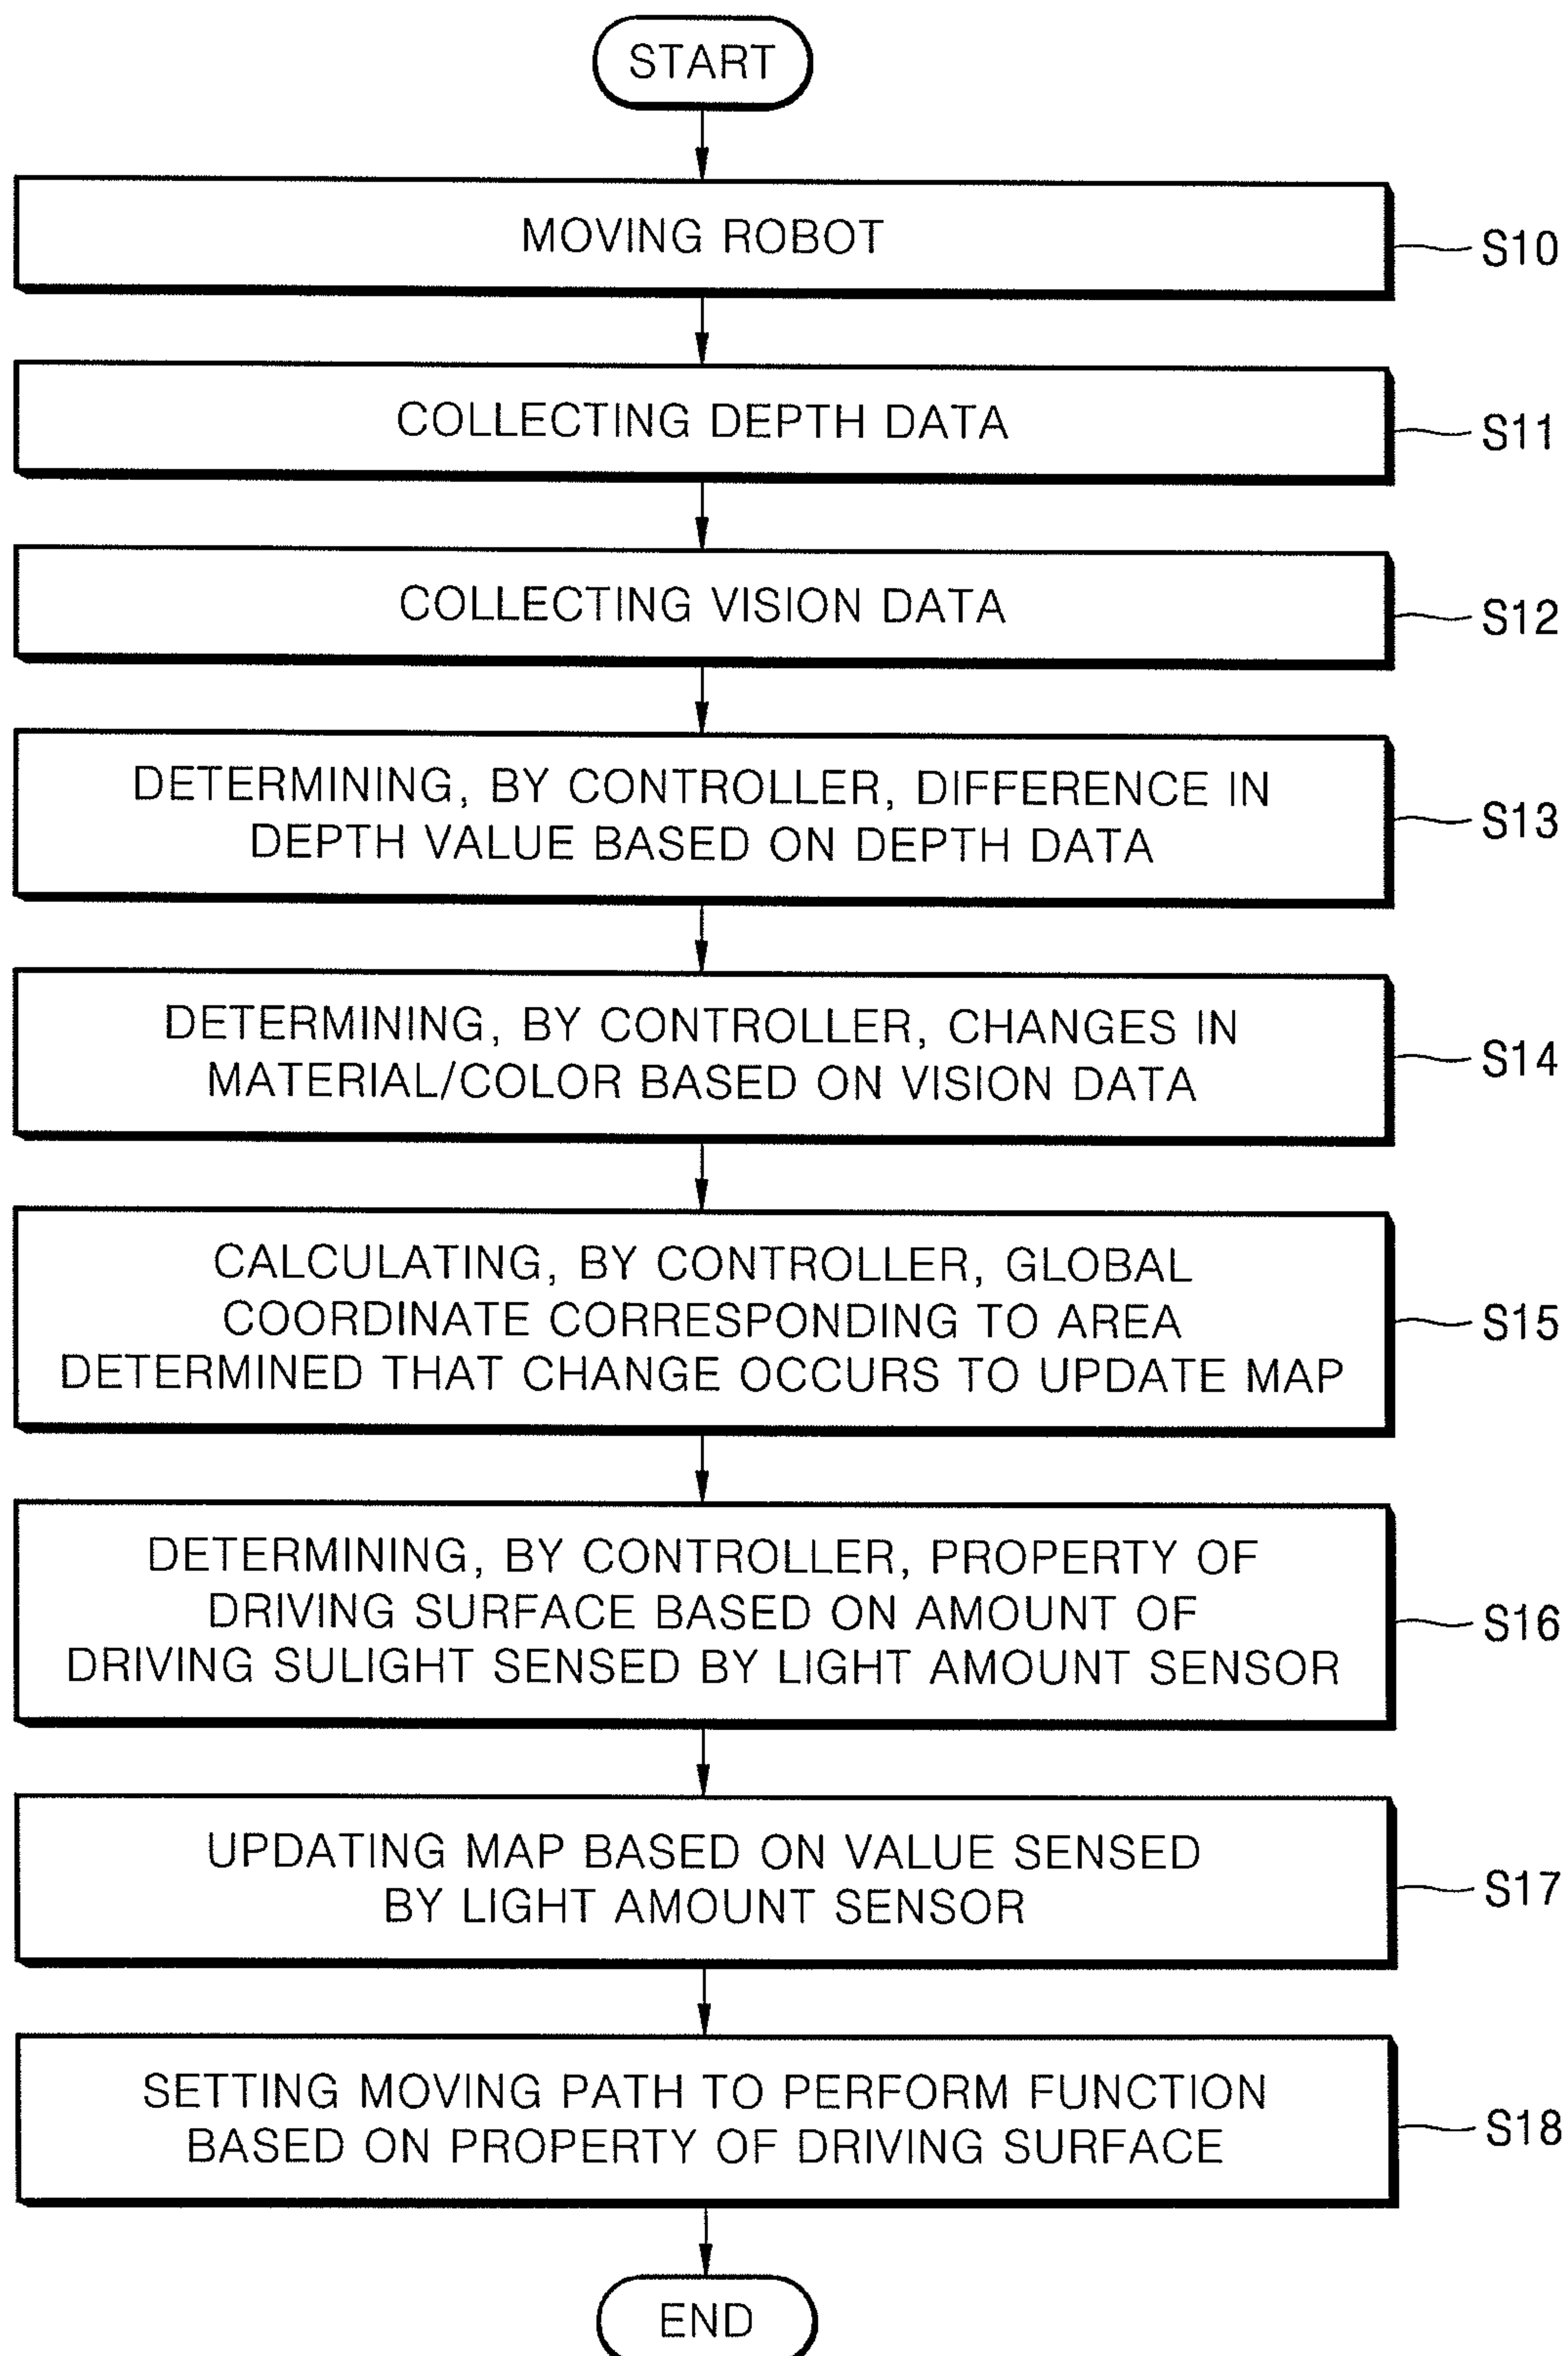 START
MOVING ROBOT
S10
COLLECTING DEPTH DATA
S11
COLLECTING VISION DATA
S12
DETERMINING, BY CONTROLLER, DIFFERENCE IN
DEPTH VALUE BASED ON DEPTH DATA
S13
DETERMINING, BY CONTROLLER, CHANGES IN
MATERIAL/COLOR BASED ON VISION DATA
S14
CALCULATING, BY CONTROLLER, GLOBAL
COORDINATE CORRESPONDING TO AREA
DETERMINED THAT CHANGE OCCURS TO UPDATE MAP
S15
DETERMINING, BY CONTROLLER, PROPERTY OF
DRIVING SURFACE BASED ON AMOUNT OF
DRIVING SULIGHT SENSED BY LIGHT AMOUNT SENSOR
S16
UPDATING MAP BASED ON VALUE SENSED
BY LIGHT AMOUNT SENSOR
S17
SETTING MOVING PATH TO PERFORM FUNCTION
BASED ON PROPERTY OF DRIVING SURFACE
S18
END